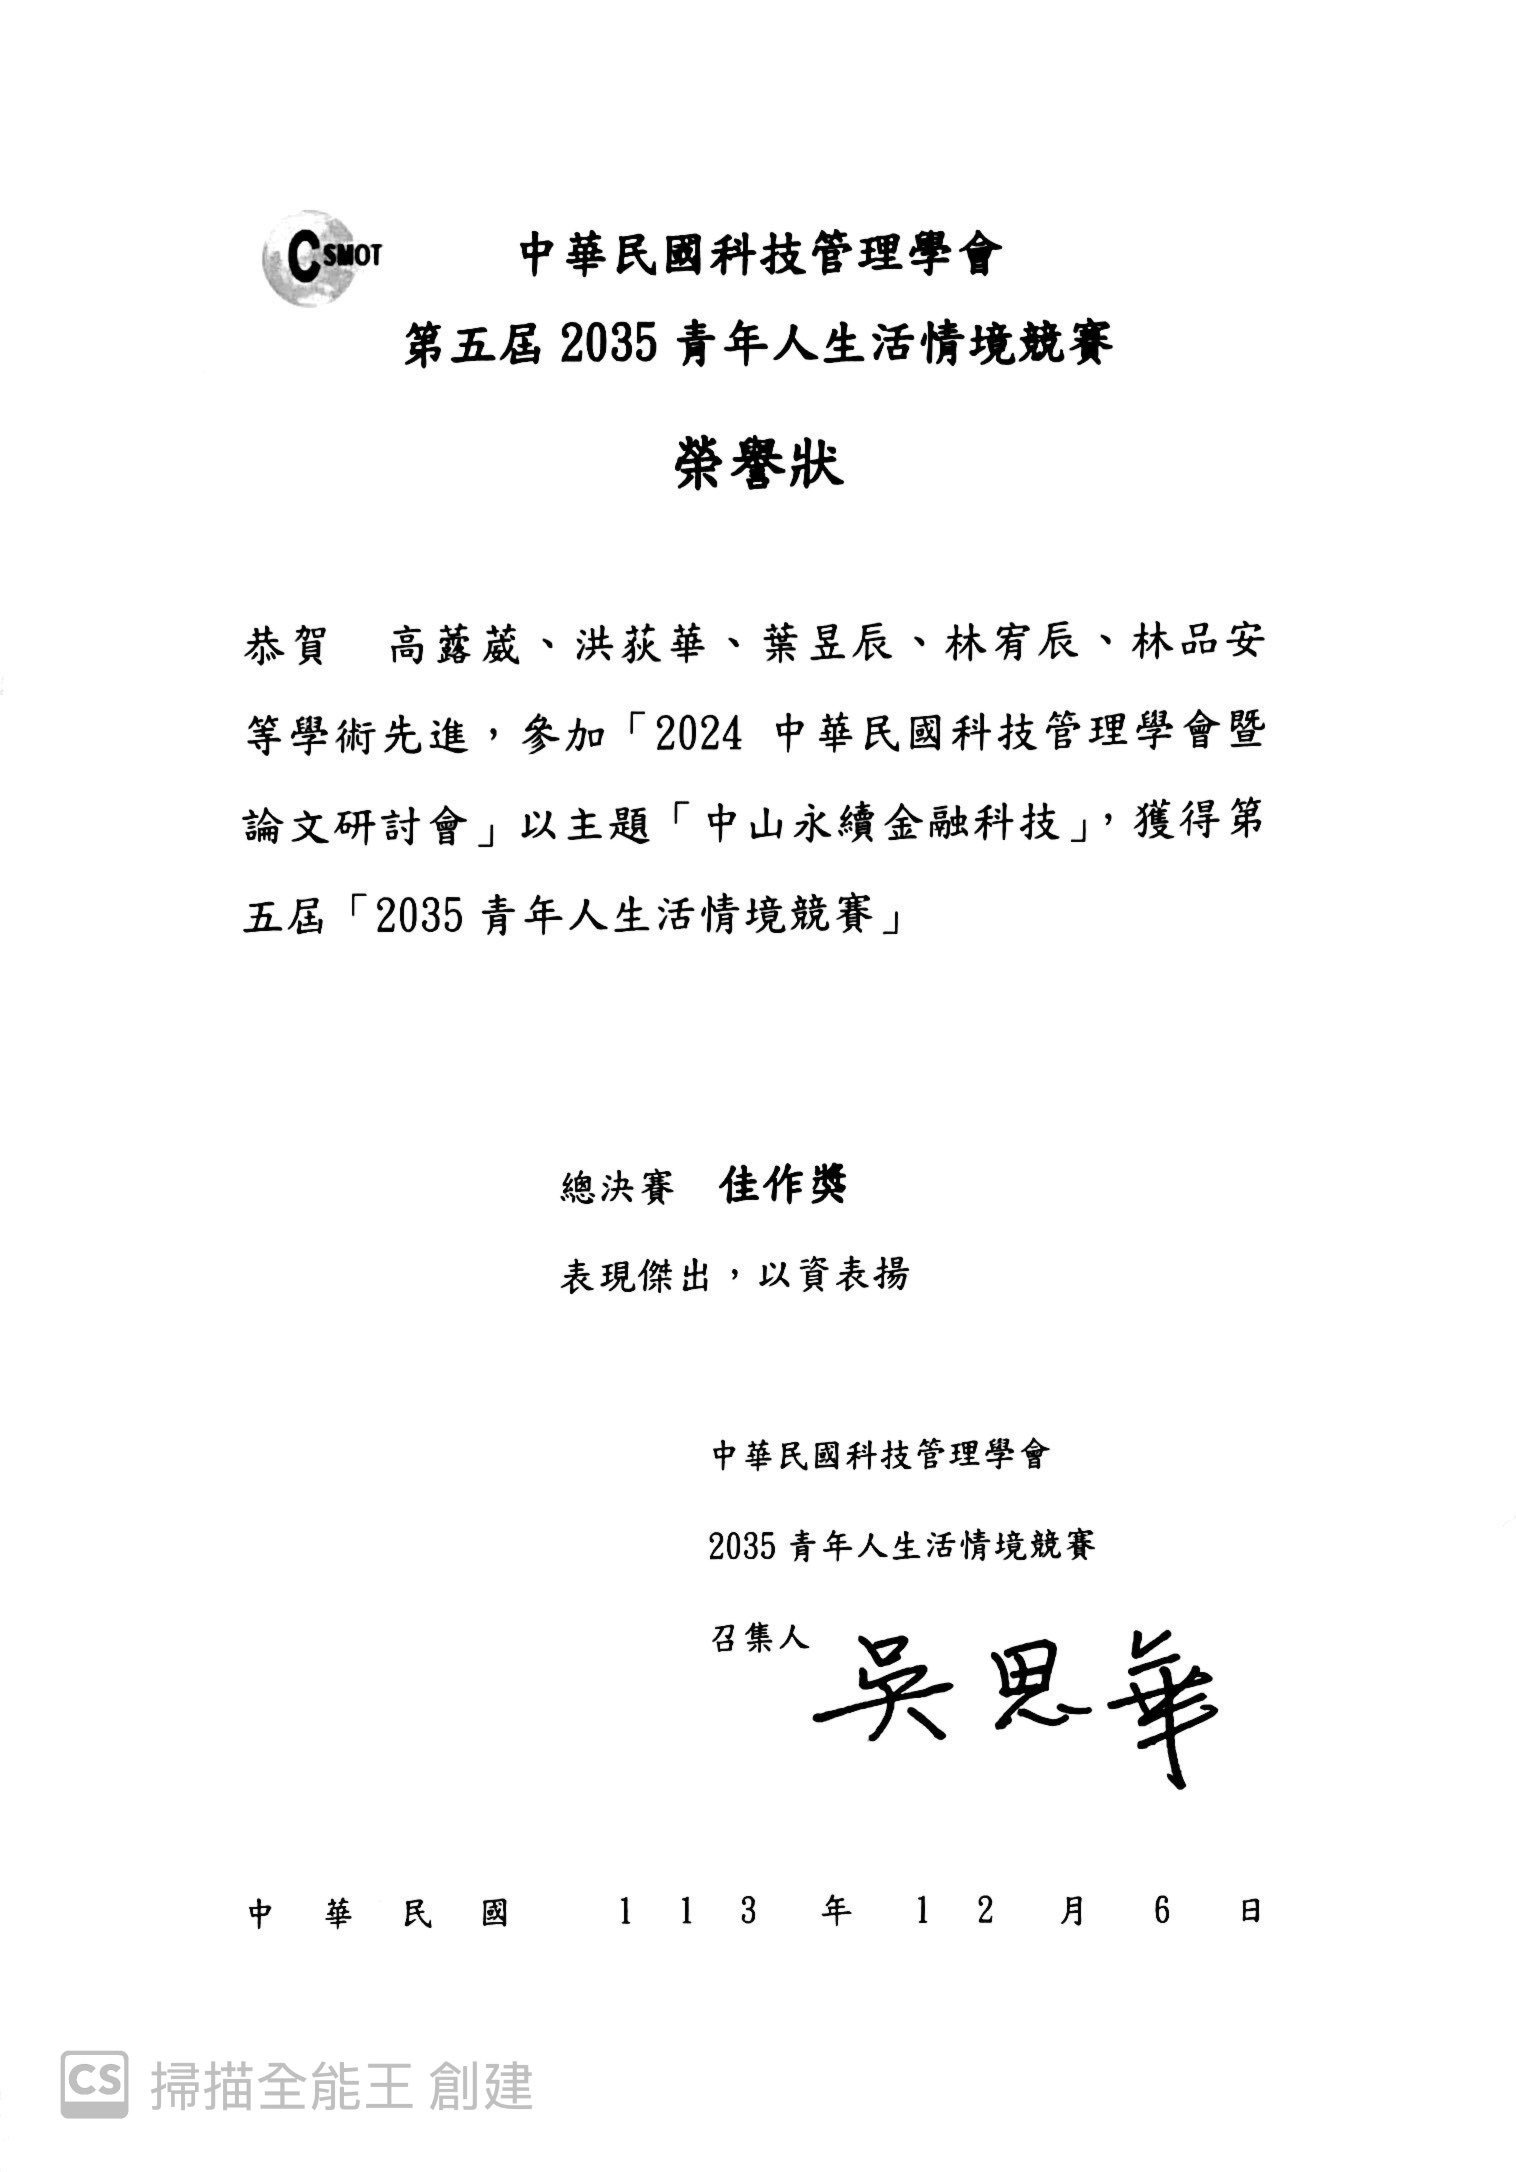 CSMOT
中華民國科技管理學會
第五屆 2035 青年人生活情境競賽
榮譽狀
恭賀 高蕗葳、洪荻華、葉昱辰、林宥辰、林品安
等學術先進，參加「2024 中華民國科技管理學會暨
論文研討會」以主題「中山永續金融科技」，獲得第
五屆「2035 青年人生活情境競賽」
總決賽 佳作獎
表現傑出，以資表揚
中華民國科技管理學會
2035 青年人生活情境競賽
召集人 吳思華
中華民國 113 年 12 月 6 日
CS 掃描全能王 創建